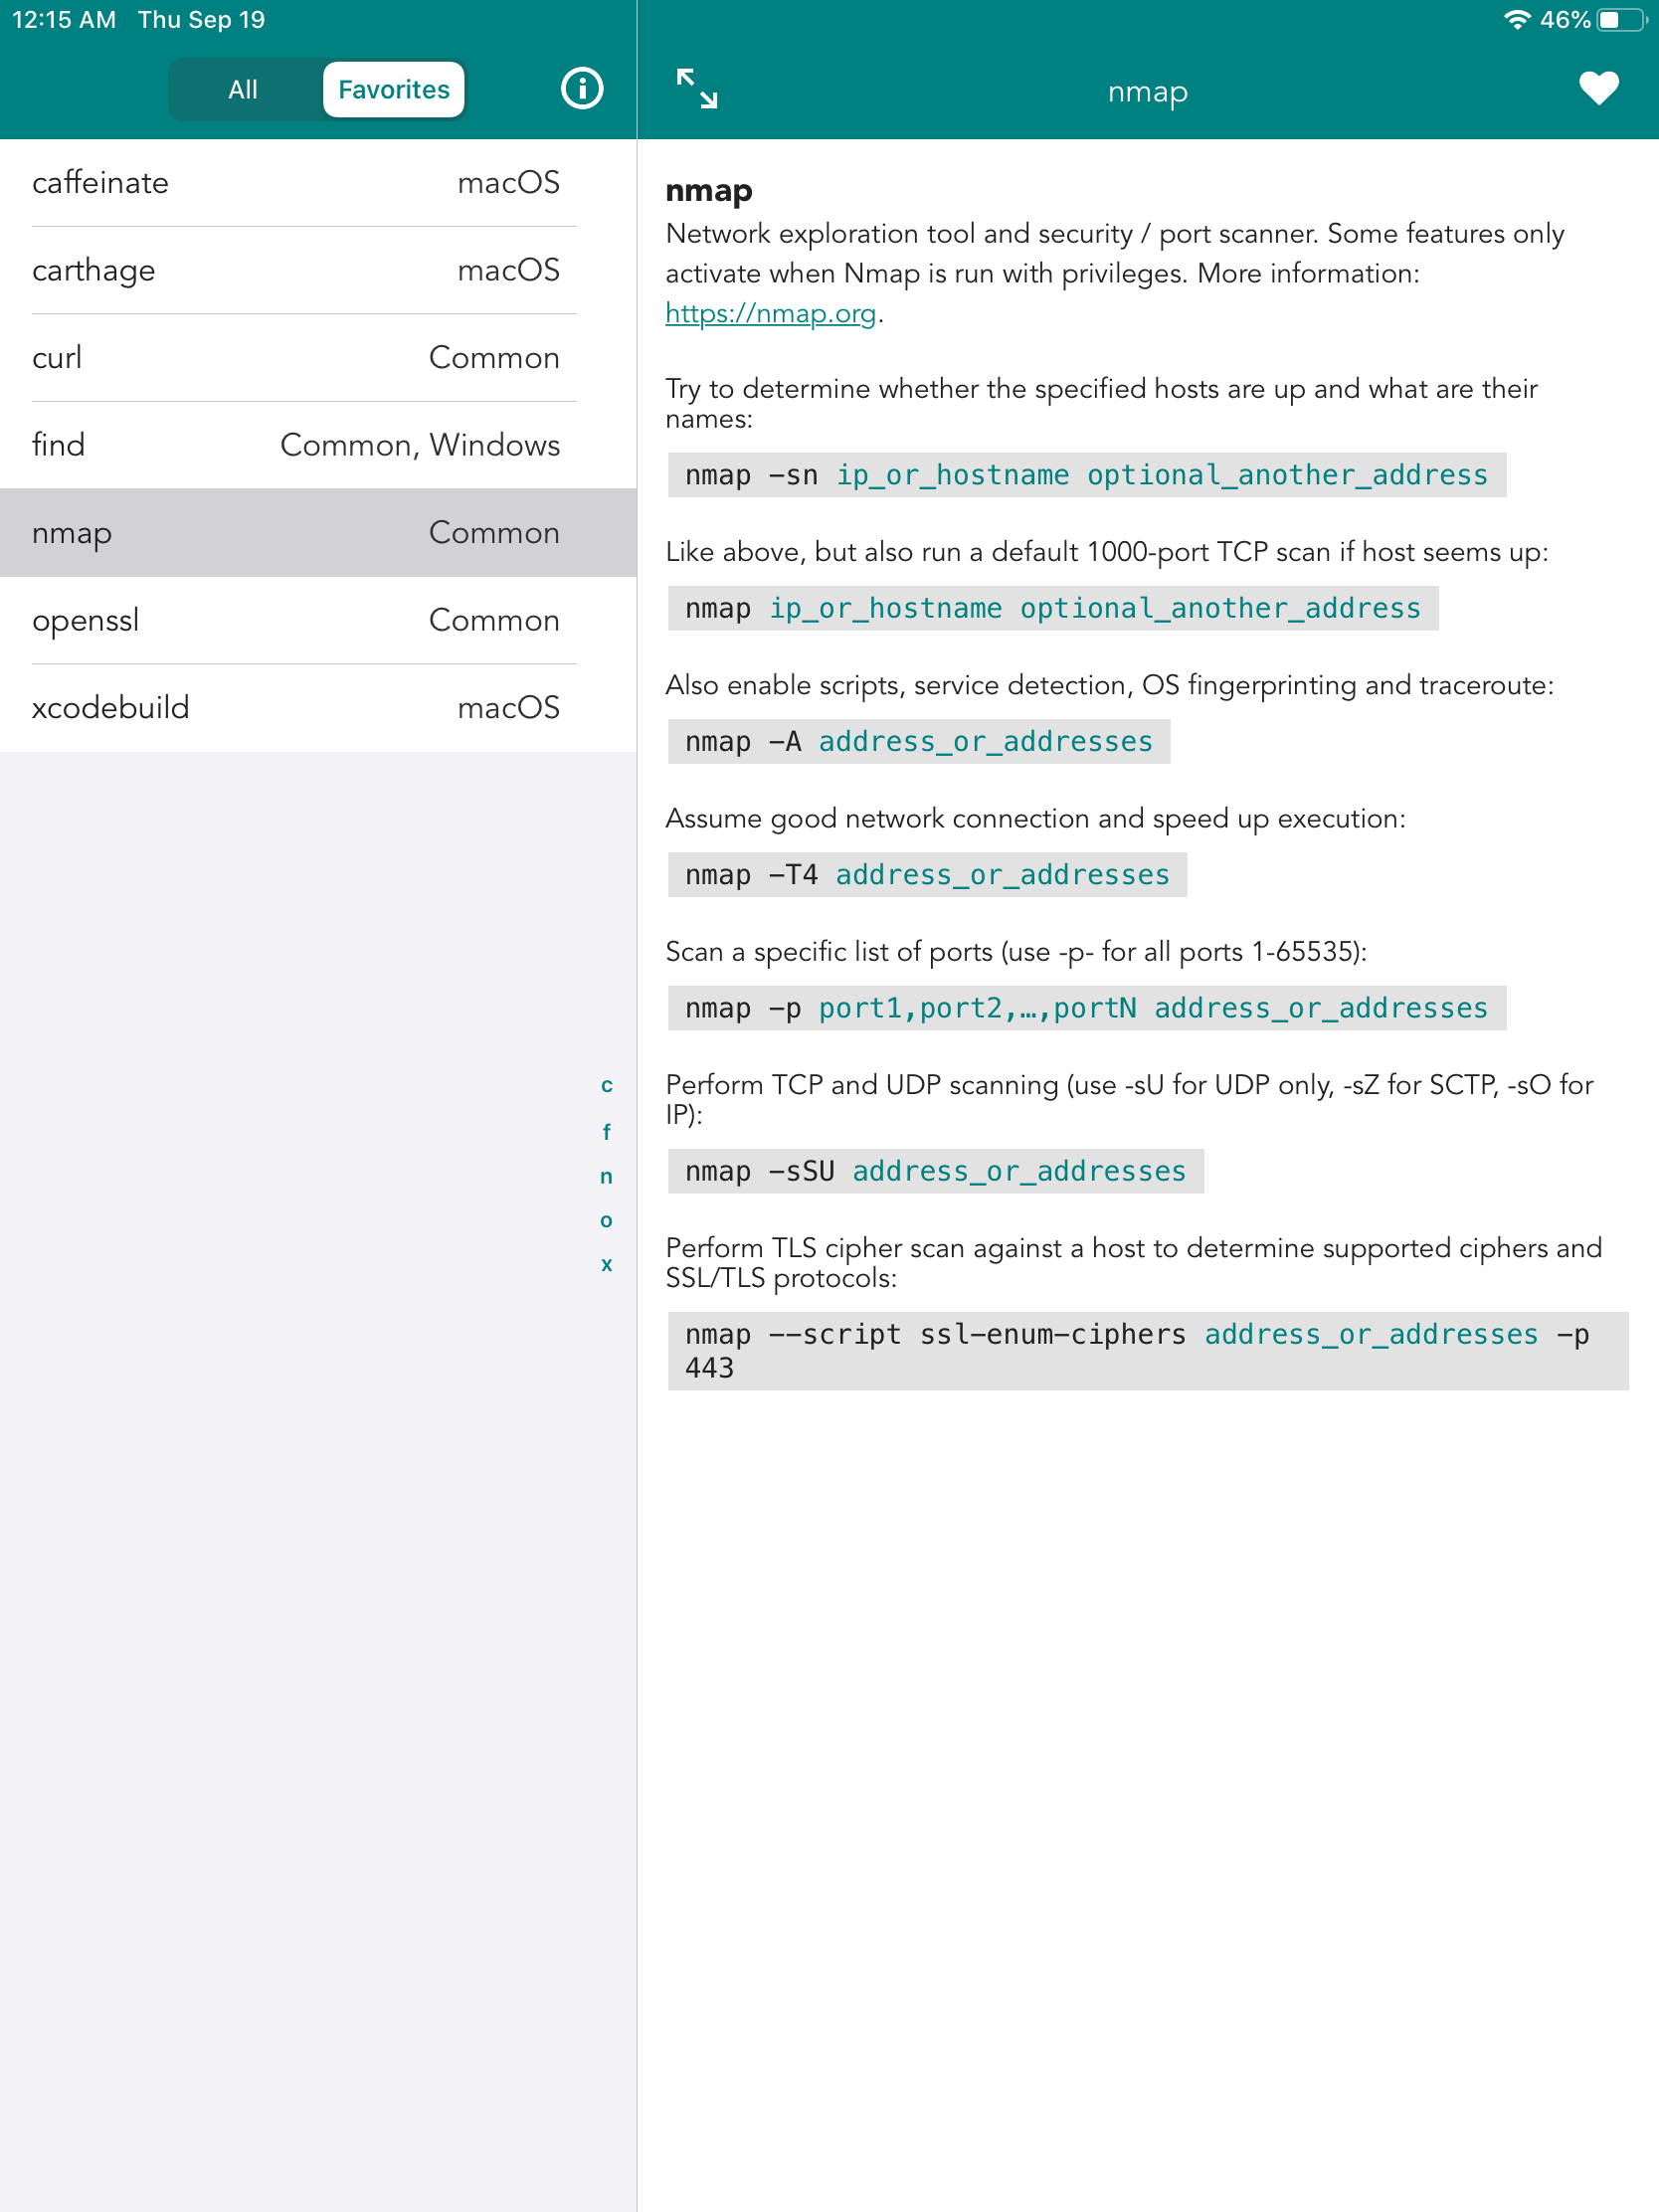 12:15 AM Thu Sep 19
46%
All
Favorites
nmap
caffeinate macOS
carthage macOS
curl Common
find Common, Windows
nmap Common
openssl Common
xcodebuild macOS
c
f
n
o
x
nmap
Network exploration tool and security / port scanner. Some features only
activate when Nmap is run with privileges. More information:
https://nmap.org.
Try to determine whether the specified hosts are up and what are their
names:
nmap -sn ip_or_hostname optional_another_address
Like above, but also run a default 1000-port TCP scan if host seems up:
nmap ip_or_hostname optional_another_address
Also enable scripts, service detection, OS fingerprinting and traceroute:
nmap -A address_or_addresses
Assume good network connection and speed up execution:
nmap -T4 address_or_addresses
Scan a specific list of ports (use -p- for all ports 1-65535):
nmap -p port1,port2,…,portN address_or_addresses
Perform TCP and UDP scanning (use -sU for UDP only, -sZ for SCTP, -sO for
IP):
nmap -sSU address_or_addresses
Perform TLS cipher scan against a host to determine supported ciphers and
SSL/TLS protocols:
nmap --script ssl-enum-ciphers address_or_addresses -p
443